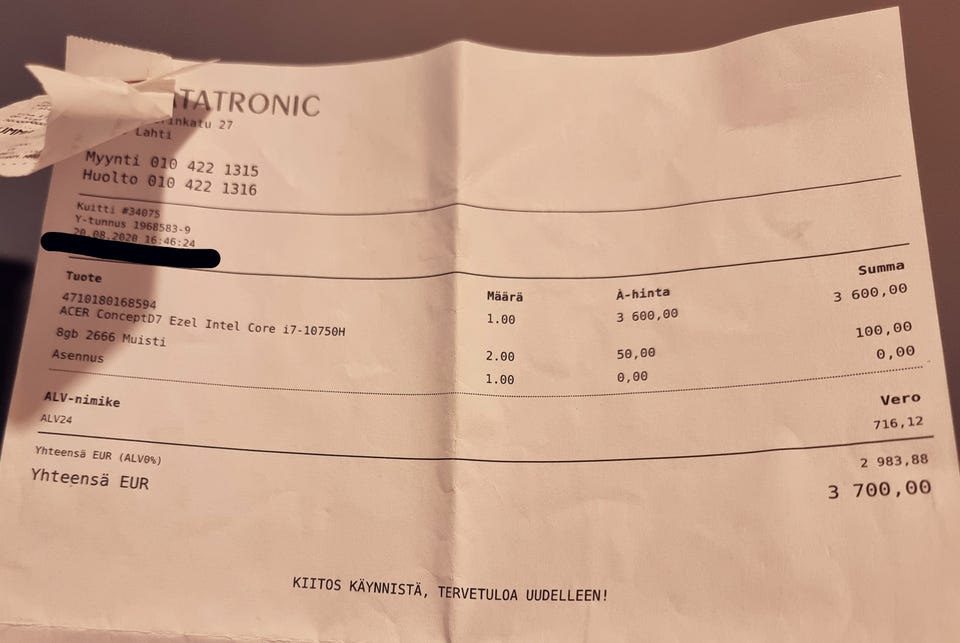 TATRONIC
rinkatu 27
Lahti
Myynti 010 422 1315
Huolto 010 422 1316
Kuitti #34075
Y-tunnus 1968583-9
20.08.2020 16:46:24
Tuote Määrä À-hinta Summa
4710180168594
ACER ConceptD7 Ezel Intel Core i7-10750H 1.00 3 600,00 3 600,00
8gb 2666 Muisti 2.00 50,00 100,00
Asennus 1.00 0,00 0,00
ALV-nimike Vero
ALV24 716,12
Yhteensä EUR (ALV0%) 2 983,88
Yhteensä EUR 3 700,00
KIITOS KÄYNNISTÄ, TERVETULOA UUDELLEEN!